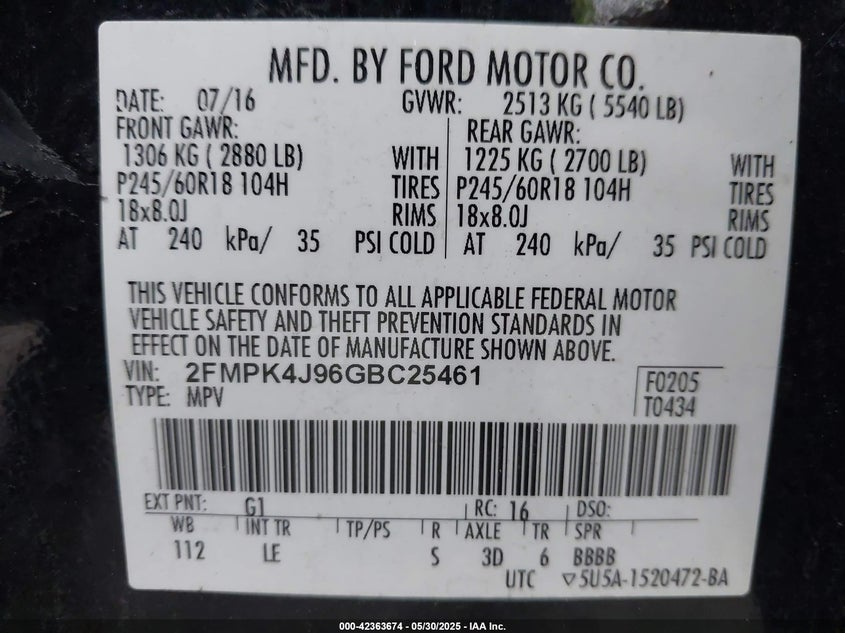 MFD. BY FORD MOTOR CO.
DATE: 07/16 GVWR: 2513 KG ( 5540 LB)
FRONT GAWR: REAR GAWR:
1306 KG ( 2880 LB) WITH 1225 KG ( 2700 LB) WITH
P245/60R18 104H TIRES P245/60R18 104H TIRES
18x8.0J RIMS 18x8.0J RIMS
AT 240 kPa/ 35 PSI COLD AT 240 kPa/ 35 PSI COLD
THIS VEHICLE CONFORMS TO ALL APPLICABLE FEDERAL MOTOR
VEHICLE SAFETY AND THEFT PREVENTION STANDARDS IN
EFFECT ON THE DATE OF MANUFACTURE SHOWN ABOVE.
VIN: 2FMPK4J96GBC25461 F0205
TYPE: MPV T0434
EXT PNT: G1 RC: 16 DSO:
WB INT TR TP/PS R AXLE TR SPR
112 LE S 3D 6 BBBB
UTC ▽5U5A-1520472-BA
000-42363674 - 05/30/2025 - IAA Inc.